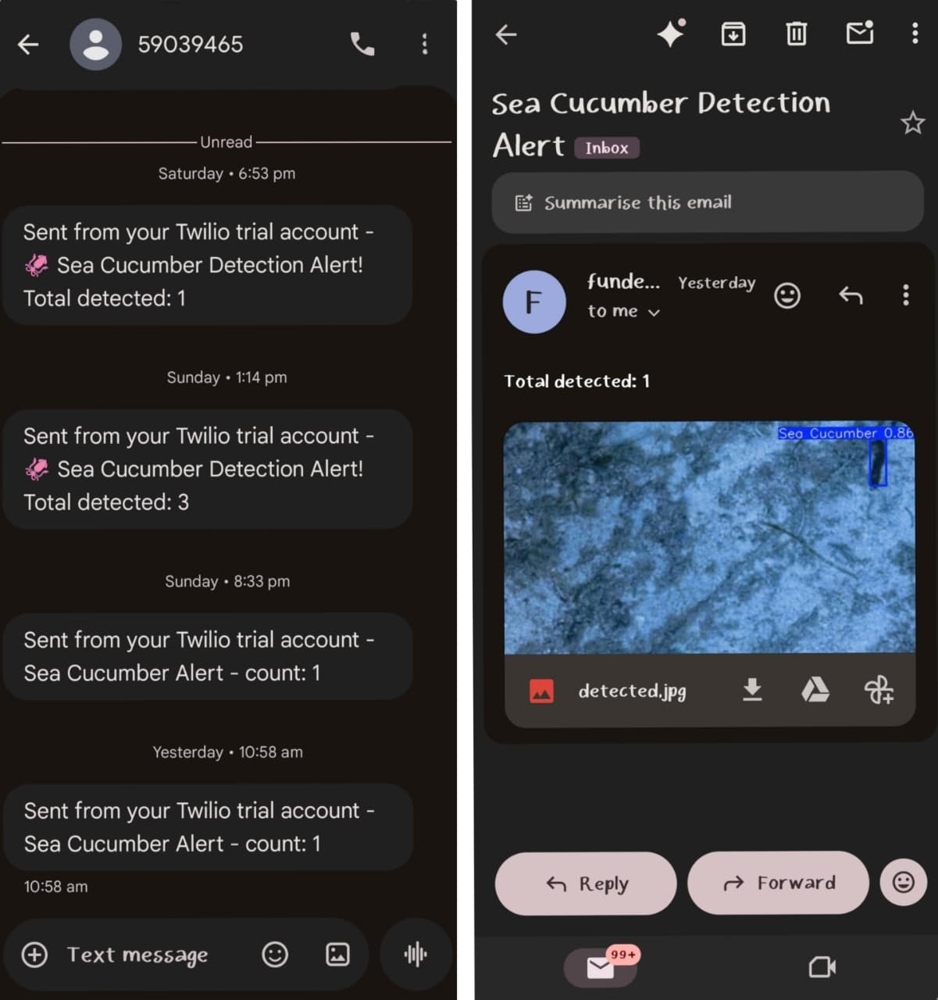 59039465
Unread
Saturday • 6:53 pm
Sent from your Twilio trial account -
🦑 Sea Cucumber Detection Alert!
Total detected: 1
Sunday • 1:14 pm
Sent from your Twilio trial account -
🦑 Sea Cucumber Detection Alert!
Total detected: 3
Sunday • 8:33 pm
Sent from your Twilio trial account -
Sea Cucumber Alert - count: 1
Yesterday • 10:58 am
Sent from your Twilio trial account -
Sea Cucumber Alert - count: 1
10:58 am
Text message
Sea Cucumber Detection
Alert Inbox
Summarise this email
F
funde... Yesterday
to me
Total detected: 1
Sea Cucumber 0.86
detected.jpg
Reply
Forward
99+